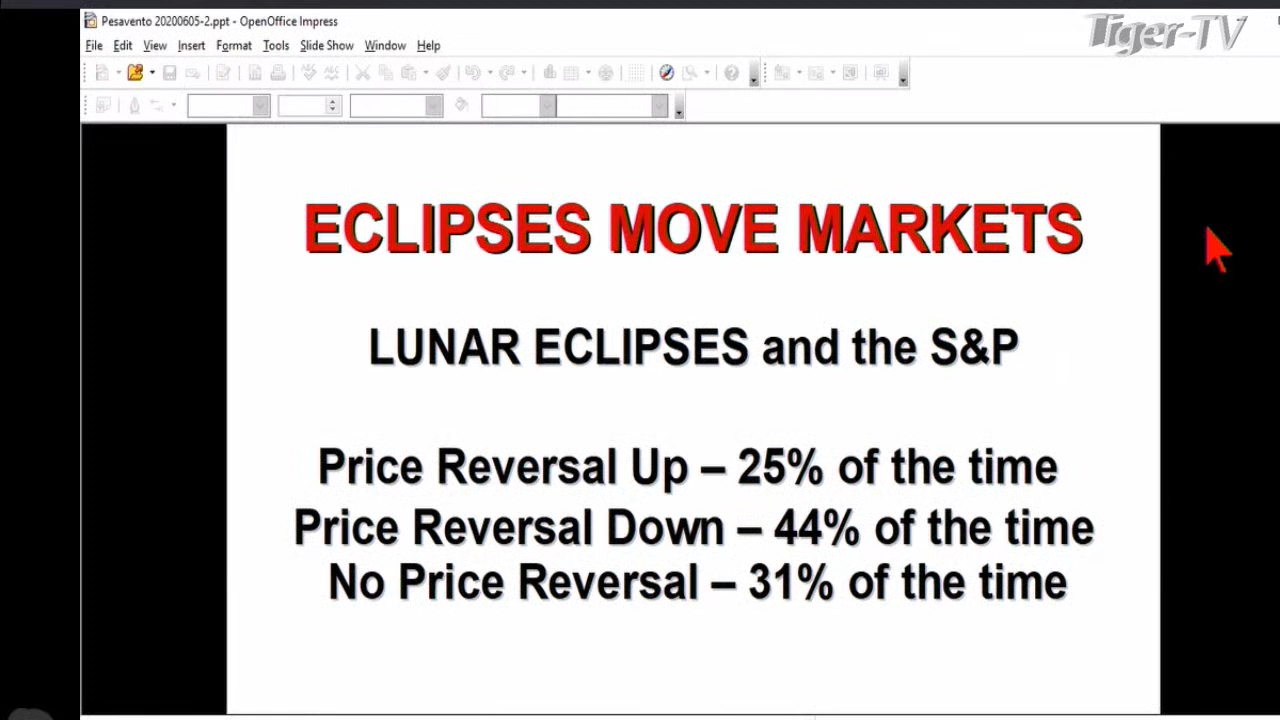 Pesavento 20200605-2.ppt - OpenOffice Impress
Tiger-TV
File Edit View Insert Format Tools Slide Show Window Help
ECLIPSES MOVE MARKETS
LUNAR ECLIPSES and the S&P
Price Reversal Up – 25% of the time
Price Reversal Down – 44% of the time
No Price Reversal – 31% of the time